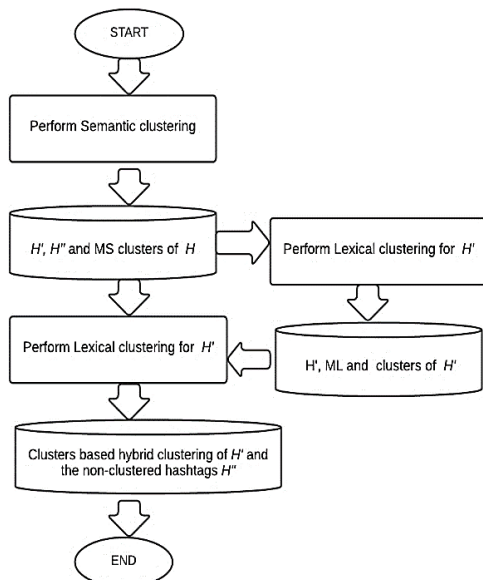 START
Perform Semantic clustering
H', H'' and MS clusters of H
Perform Lexical clustering for H'
Perform Lexical clustering for H'
H', ML and clusters of H'
Clusters based hybrid clustering of H' and
the non-clustered hashtags H''
END